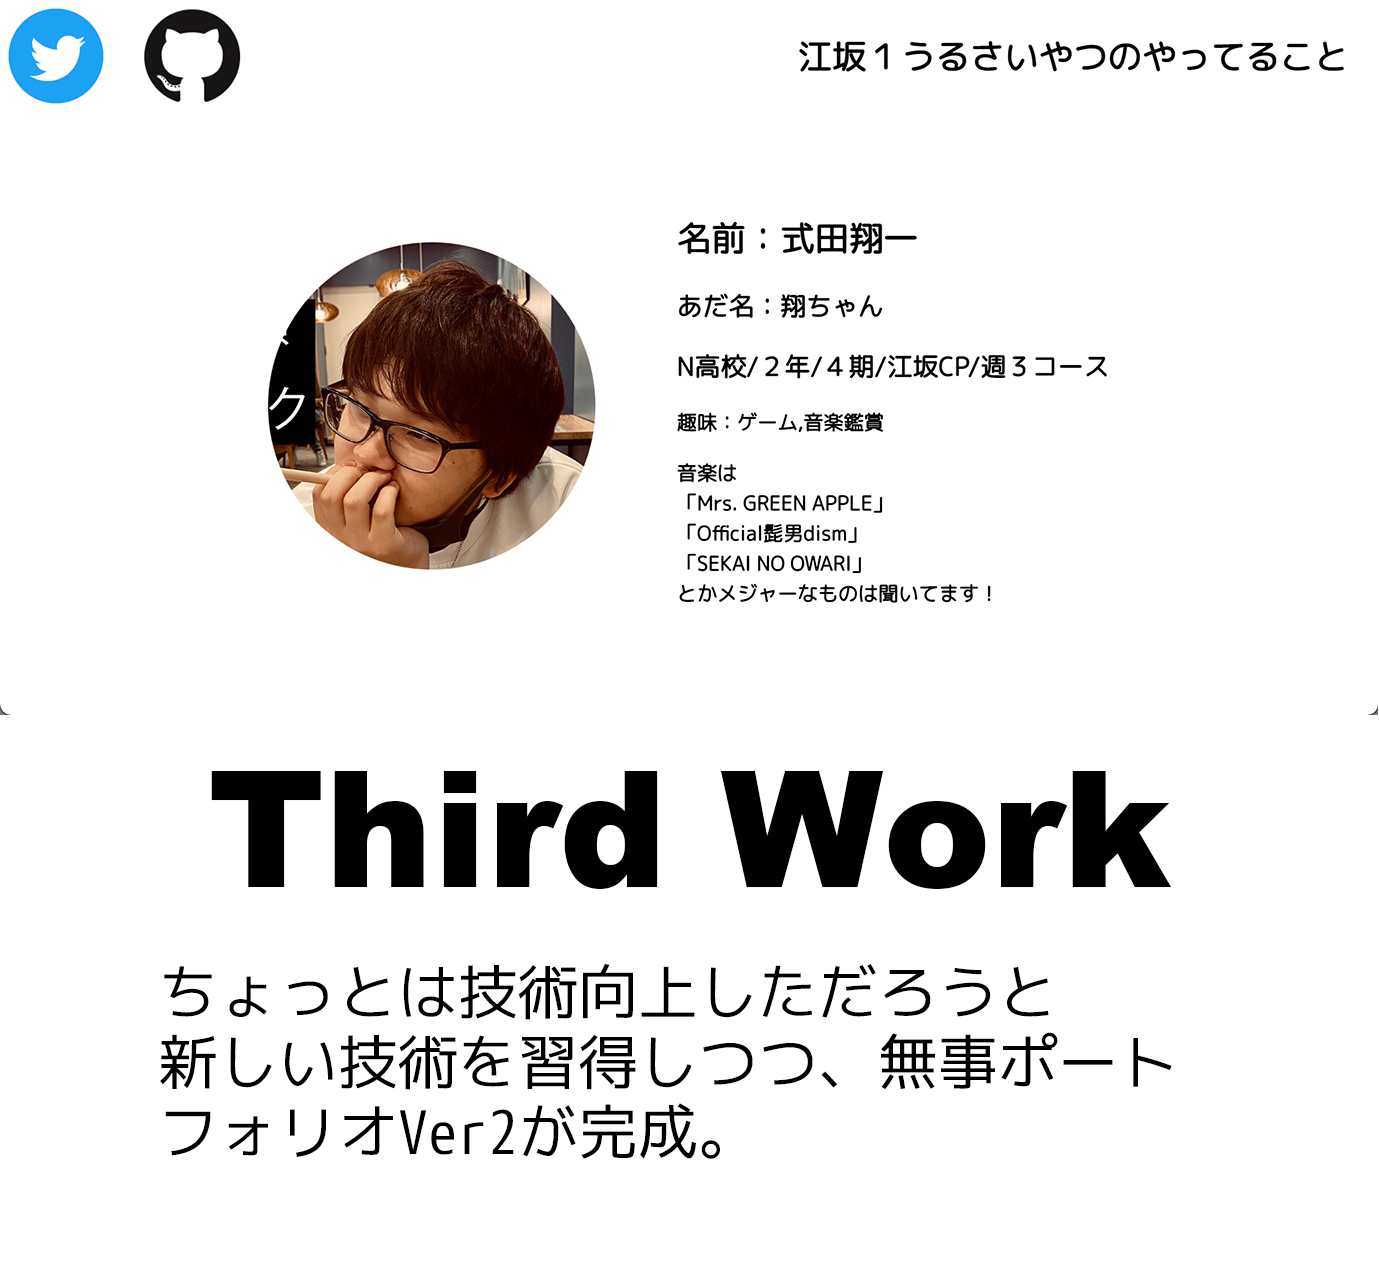 江坂１うるさいやつのやってること
名前：式田翔一
あだ名：翔ちゃん
N高校/２年/４期/江坂CP/週３コース
ク
趣味：ゲーム,音楽鑑賞
音楽は
「Mrs. GREEN APPLE」
「Official髭男dism」
「SEKAI NO OWARI」
とかメジャーなものは聞いてます！
Third Work
ちょっとは技術向上しただろうと
新しい技術を習得しつつ、無事ポート
フォリオVer2が完成。